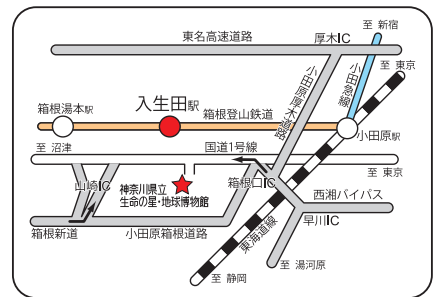 至 新宿
東名高速道路
厚木IC
至 東京
小田急線
小田原厚木道路
入生田駅
箱根湯本駅
箱根登山鉄道
小田原駅
至 沼津
国道1号線
至 東京
山崎IC
神奈川県立
生命の星・地球博物館
箱根口IC
西湘バイパス
早川IC
箱根新道
小田原箱根道路
東海道線
至 湯河原
至 静岡